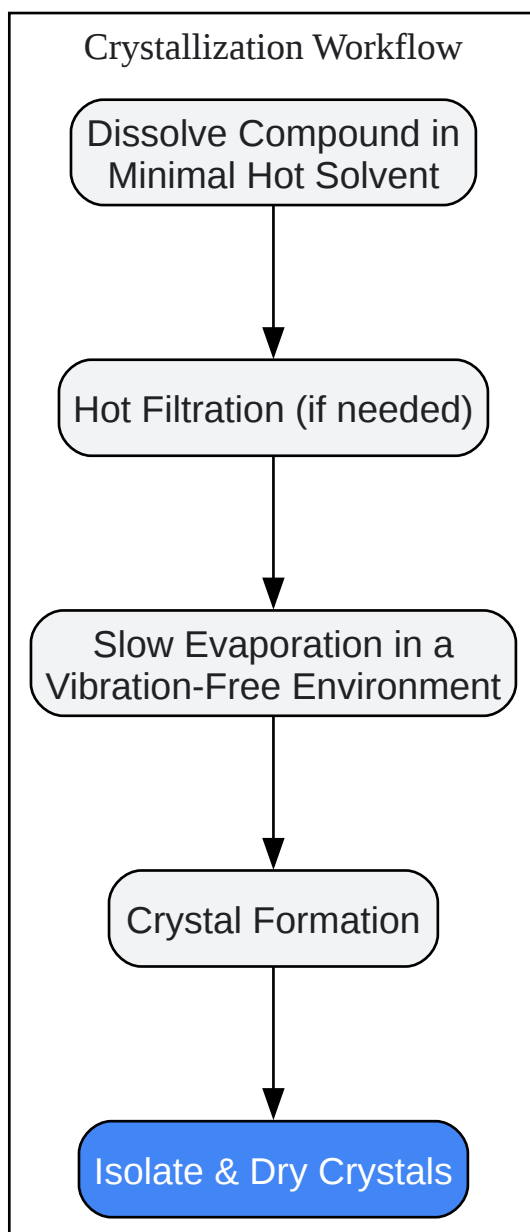 Crystallization Workflow
Dissolve Compound in
Minimal Hot Solvent
Hot Filtration (if needed)
Slow Evaporation in a
Vibration-Free Environment
Crystal Formation
Isolate & Dry Crystals